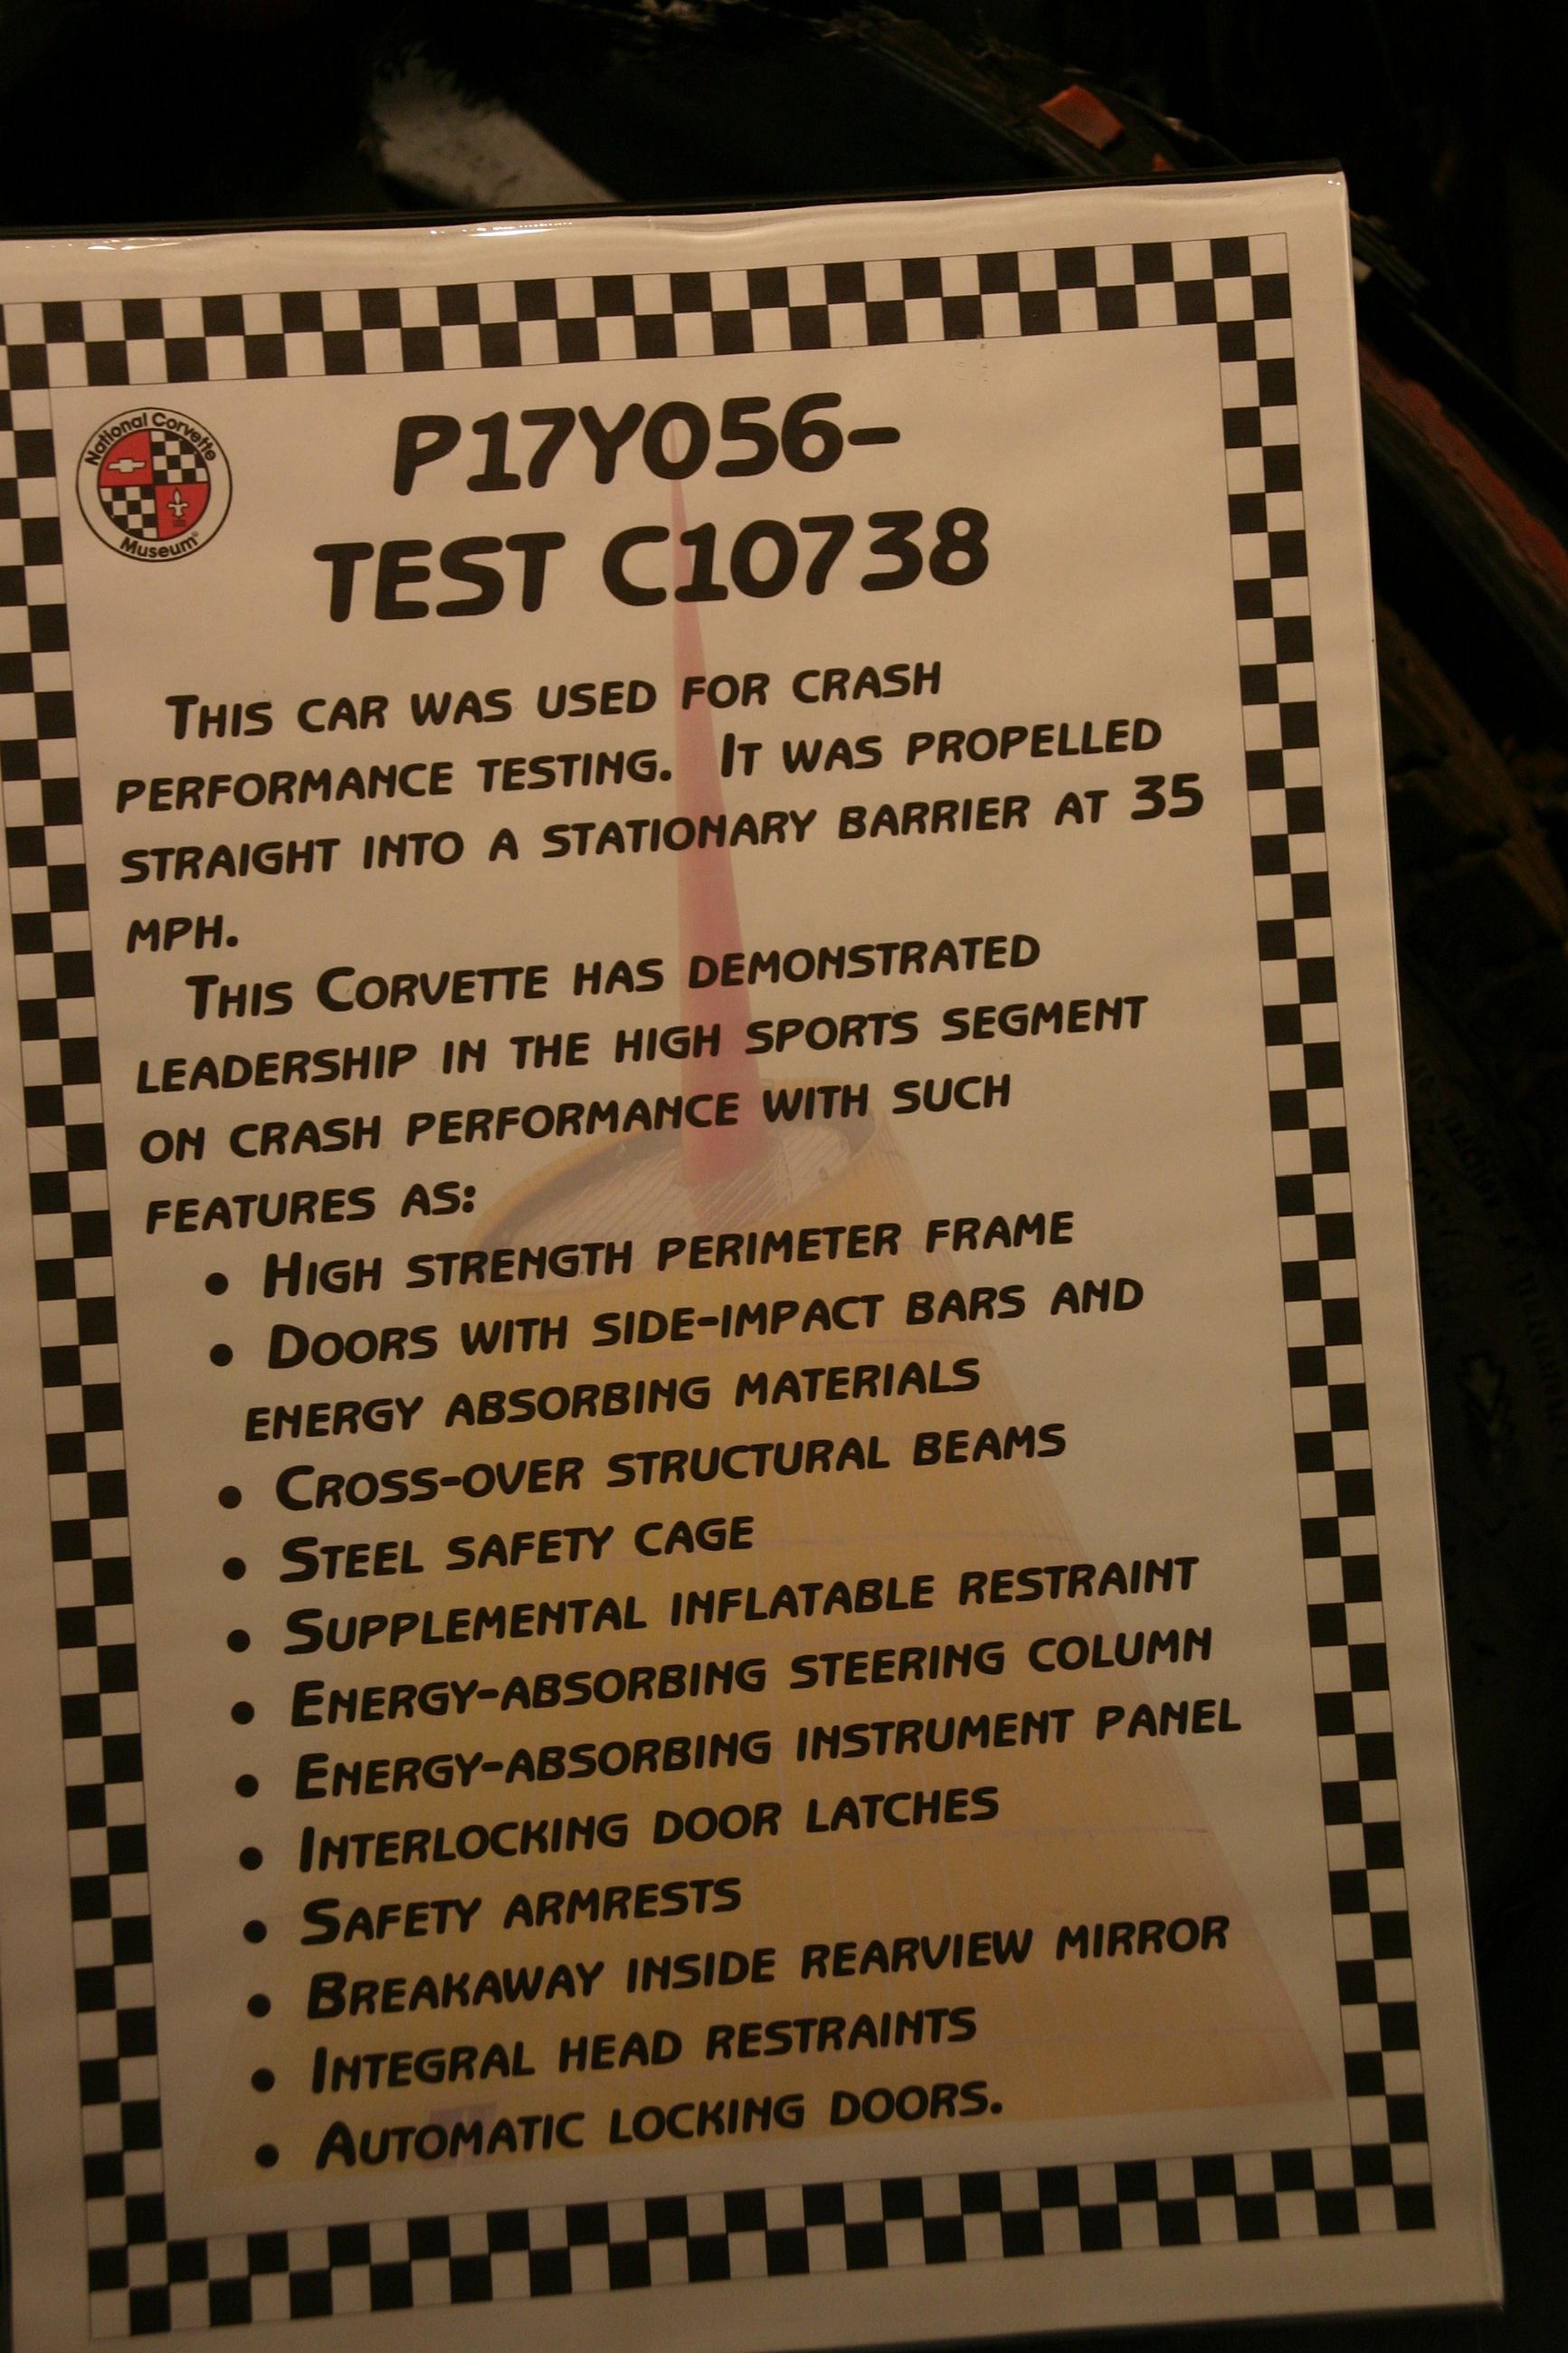 National Corvette
Museum
P17Y056-
TEST C10738
THIS CAR WAS USED FOR CRASH
PERFORMANCE TESTING. IT WAS PROPELLED
STRAIGHT INTO A STATIONARY BARRIER AT 35
MPH.
THIS CORVETTE HAS DEMONSTRATED
LEADERSHIP IN THE HIGH SPORTS SEGMENT
ON CRASH PERFORMANCE WITH SUCH
FEATURES AS:
• HIGH STRENGTH PERIMETER FRAME
• DOORS WITH SIDE-IMPACT BARS AND
ENERGY ABSORBING MATERIALS
• CROSS-OVER STRUCTURAL BEAMS
• STEEL SAFETY CAGE
• SUPPLEMENTAL INFLATABLE RESTRAINT
• ENERGY-ABSORBING STEERING COLUMN
• ENERGY-ABSORBING INSTRUMENT PANEL
• INTERLOCKING DOOR LATCHES
• SAFETY ARMRESTS
• BREAKAWAY INSIDE REARVIEW MIRROR
• INTEGRAL HEAD RESTRAINTS
• AUTOMATIC LOCKING DOORS.